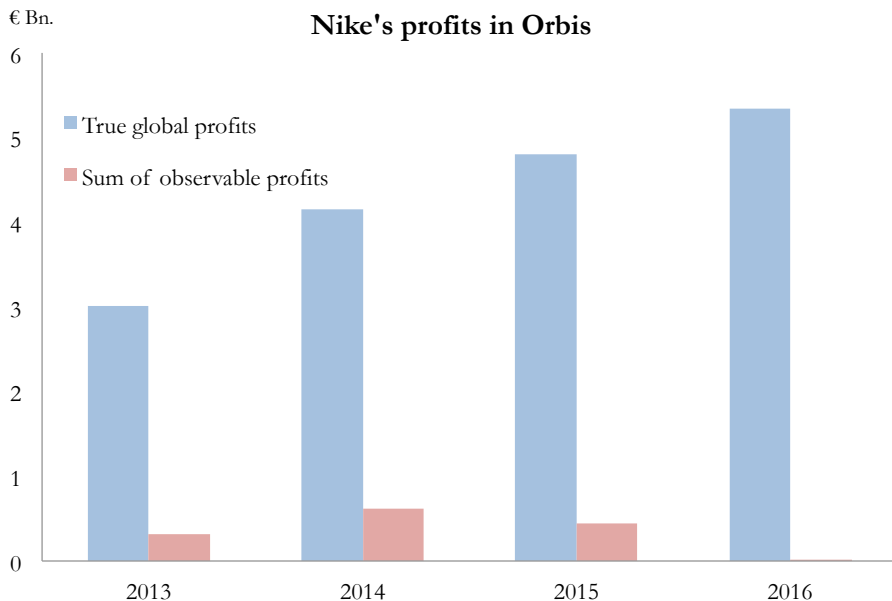 € Bn.
Nike's profits in Orbis
6
True global profits
5
Sum of observable profits
4
3
2
1
0
2013 2014 2015 2016